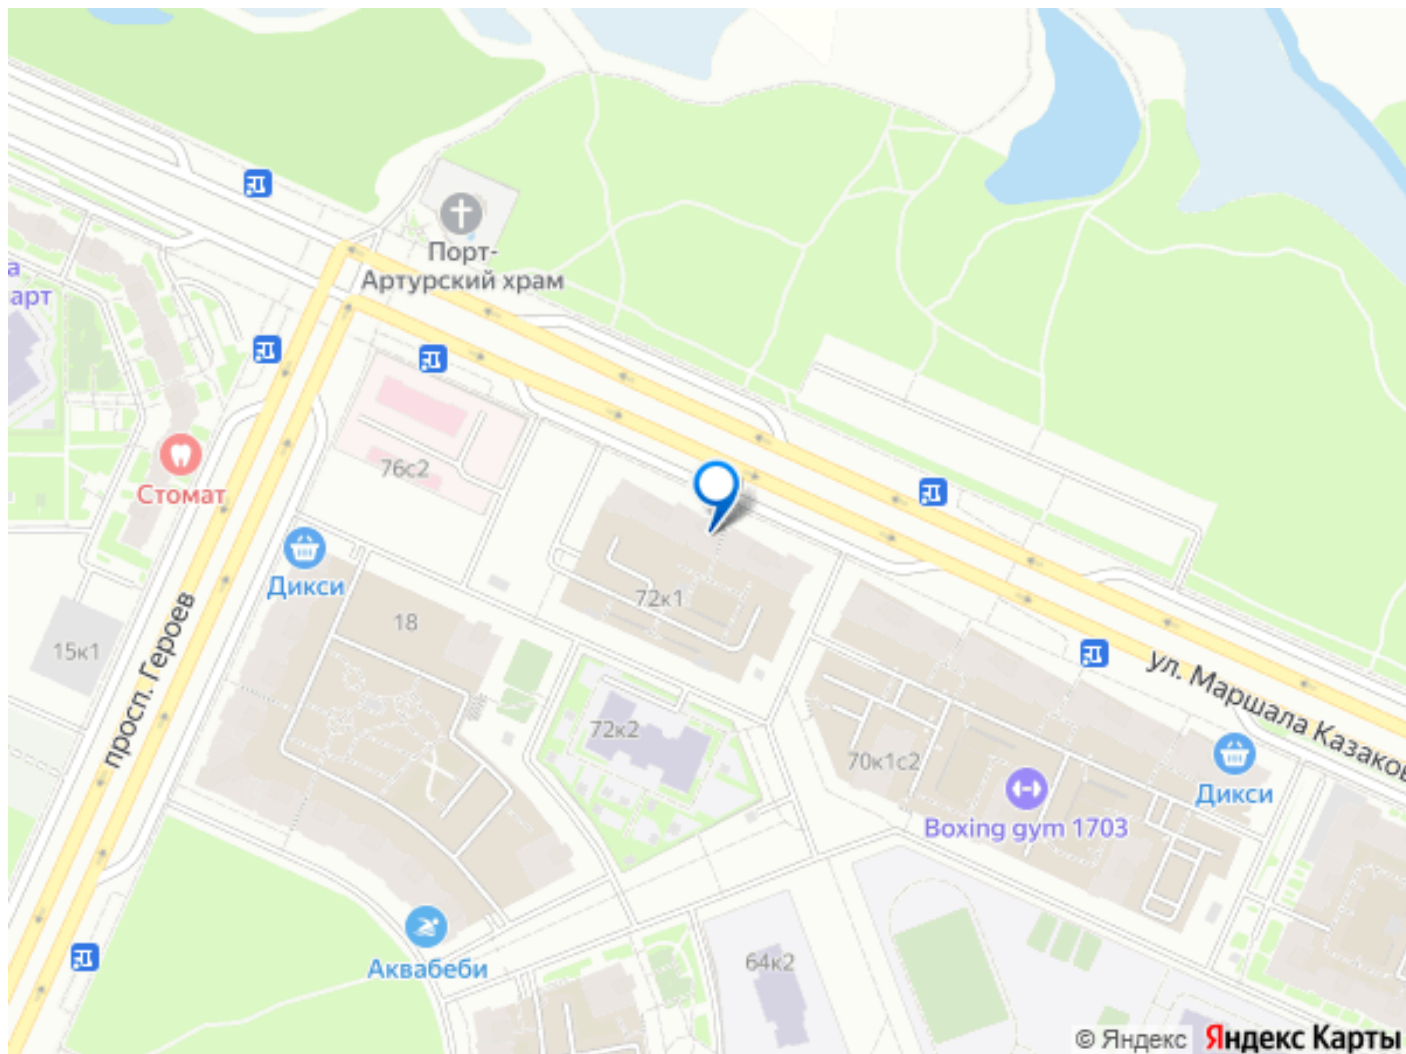 Порт-
Артурский храм
а
арт
76с2
Стомат
Дикси
72к1
18
15к1
просп. Героев
ул. Маршала Казаков
72к2
70к1с2
Дикси
Boxing gym 1703
Аквабеби
64к2
© Яндекс Яндекс Карты